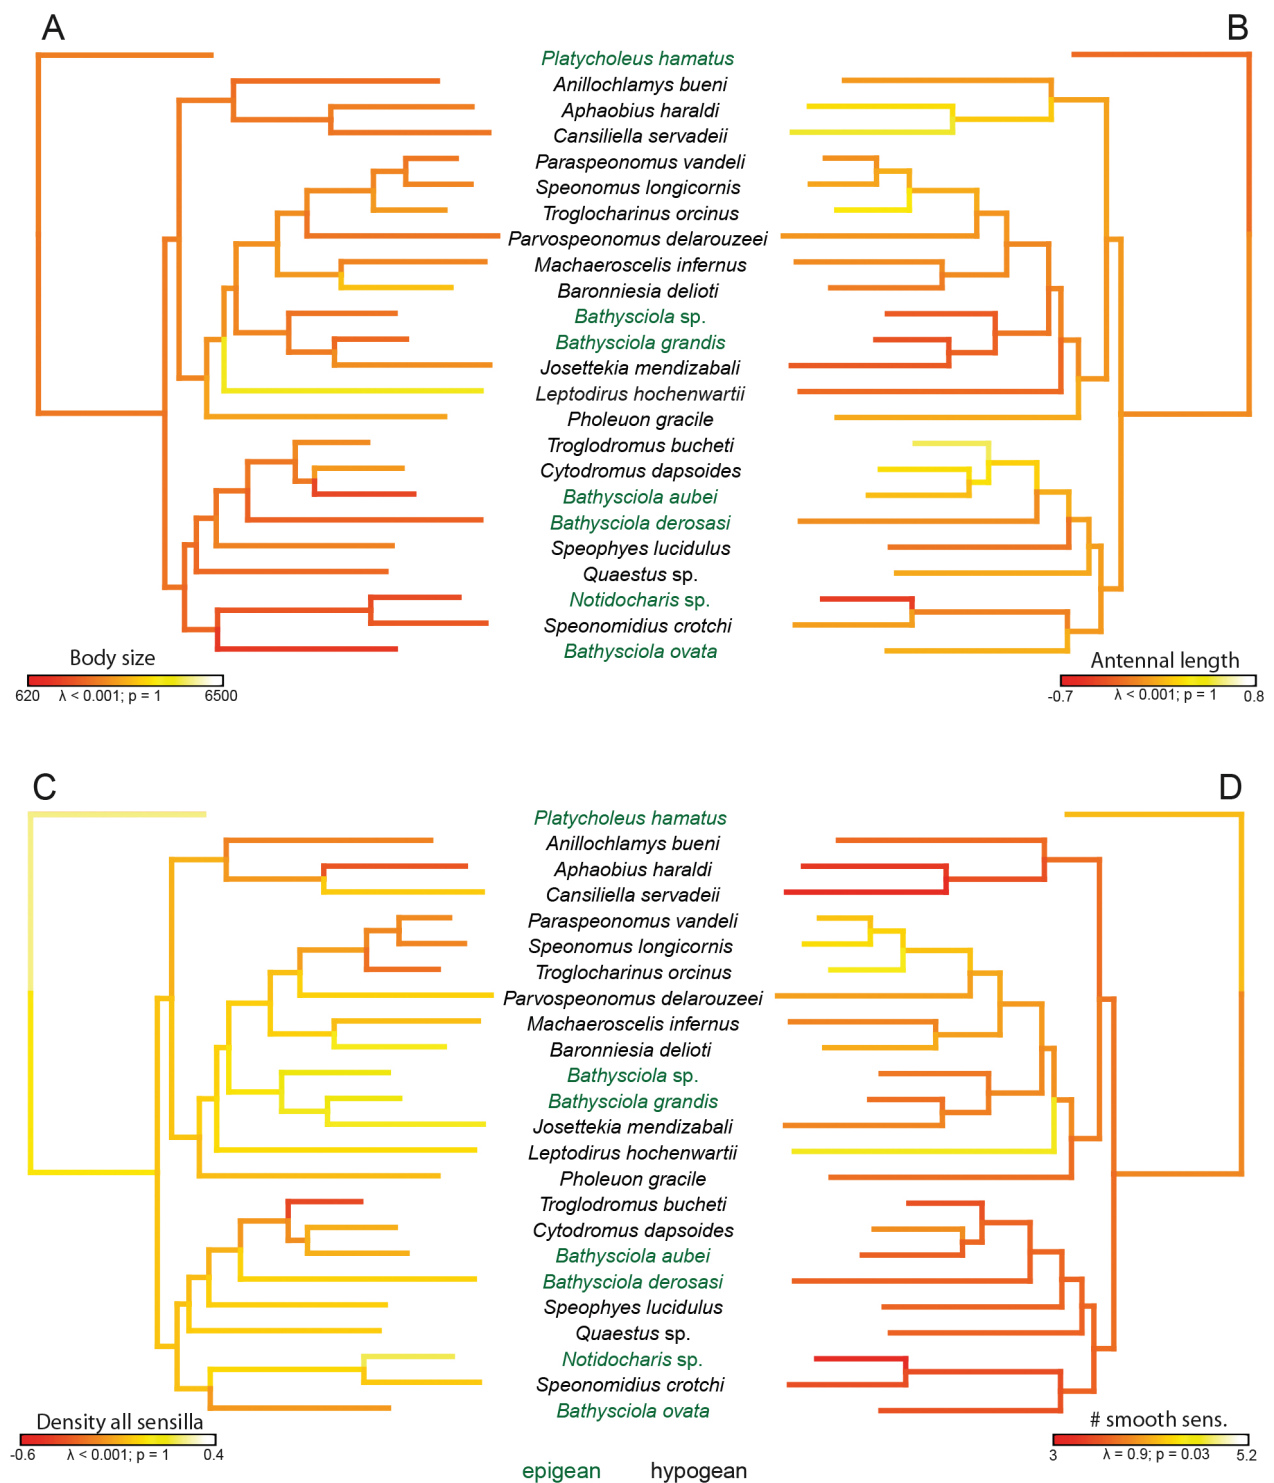 A
B
Platycholeus hamatus
Anillochlamys bueni
Aphaobius haraldi
Cansiliella servadeii
Paraspeonomus vandeli
Speonomus longicornis
Troglocharinus orcinus
Parvospeonomus delarouzeei
Machaeroscelis infernus
Baronniesia delioti
Bathysciola sp.
Bathysciola grandis
Josettekia mendizabali
Leptodirus hochenwartii
Pholeuon gracile
Troglodromus bucheti
Cytodromus dapsoides
Bathysciola aubei
Bathysciola derosasi
Speophyes lucidulus
Quaestus sp.
Notidocharis sp.
Speonomidius crotchi
Bathysciola ovata
Body size
620 λ < 0.001; p = 1 6500
Antennal length
-0.7 λ < 0.001; p = 1 0.8
C
D
Platycholeus hamatus
Anillochlamys bueni
Aphaobius haraldi
Cansiliella servadeii
Paraspeonomus vandeli
Speonomus longicornis
Troglocharinus orcinus
Parvospeonomus delarouzeei
Machaeroscelis infernus
Baronniesia delioti
Bathysciola sp.
Bathysciola grandis
Josettekia mendizabali
Leptodirus hochenwartii
Pholeuon gracile
Troglodromus bucheti
Cytodromus dapsoides
Bathysciola aubei
Bathysciola derosasi
Speophyes lucidulus
Quaestus sp.
Notidocharis sp.
Speonomidius crotchi
Bathysciola ovata
Density all sensilla
-0.6 λ < 0.001; p = 1 0.4
# smooth sens.
3 λ = 0.9; p = 0.03 5.2
epigean hypogean